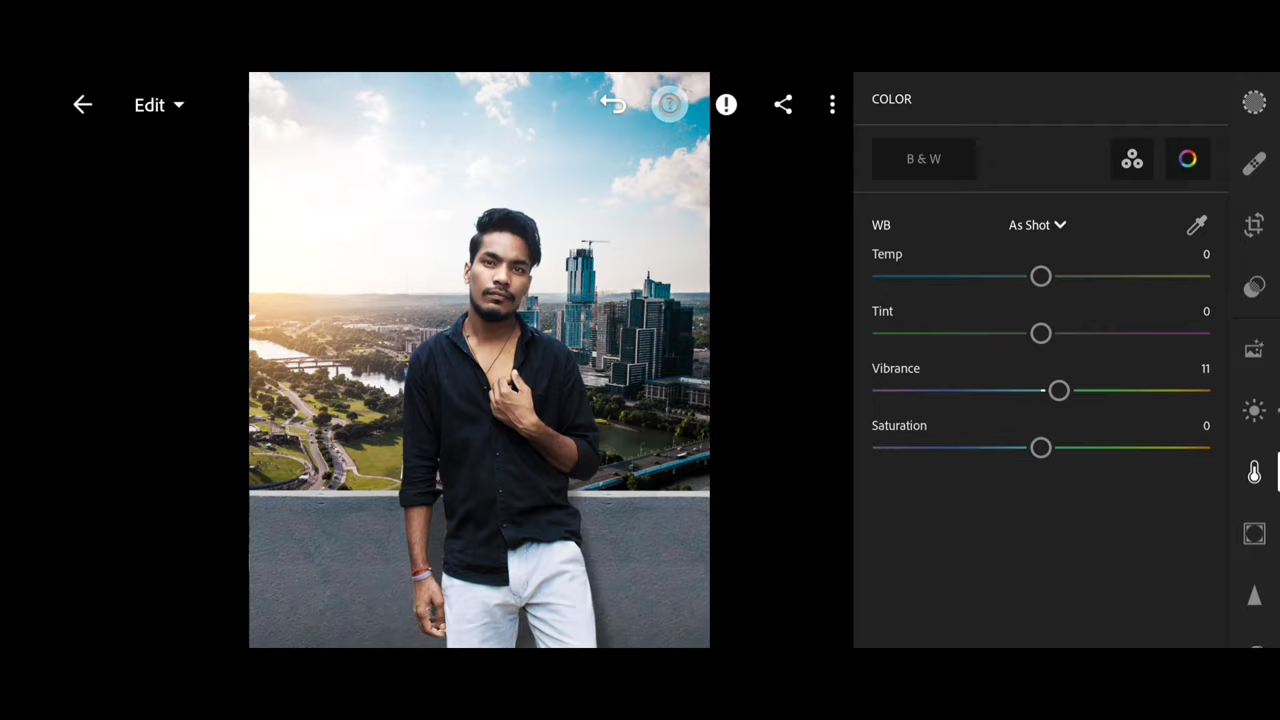 Edit
COLOR
B & W
WB As Shot
Temp 0
Tint 0
Vibrance 11
Saturation 0